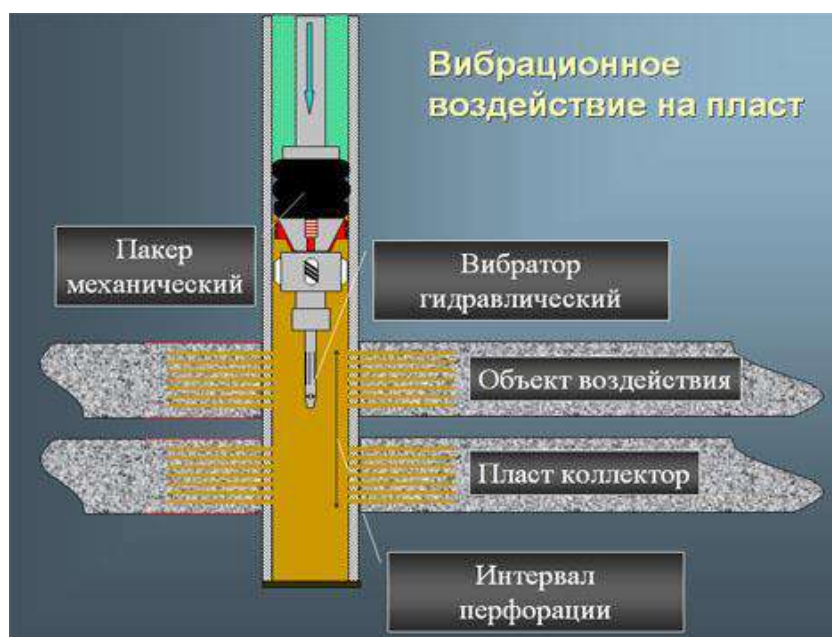 Вибрационное
воздействие на пласт
Пакер
механический
Вибратор
гидравлический
Объект воздействия
Пласт коллектор
Интервал
перфорации